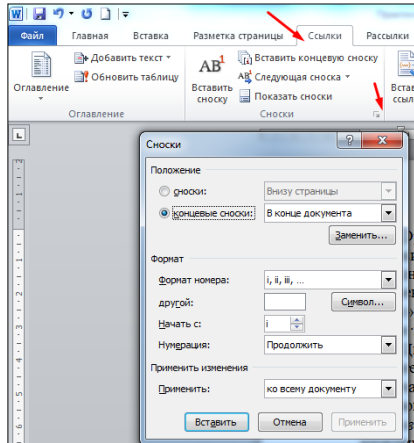 Файл Главная Вставка Разметка страницы Ссылки Рассылки
Оглавление
Добавить текст
Обновить таблицу
Оглавление
AB¹
Вставить сноску
Вставить концевую сноску
AB Следующая сноска
Показать сноски
Сноски
Сноски
Положение
сноски: Внизу страницы
концевые сноски: В конце документа
Заменить...
Формат
Формат номера: i, ii, iii, ...
другой: Символ...
Начать с: i
Нумерация: Продолжить
Применить изменения
Применить: ко всему документу
Вставить Отмена Применить